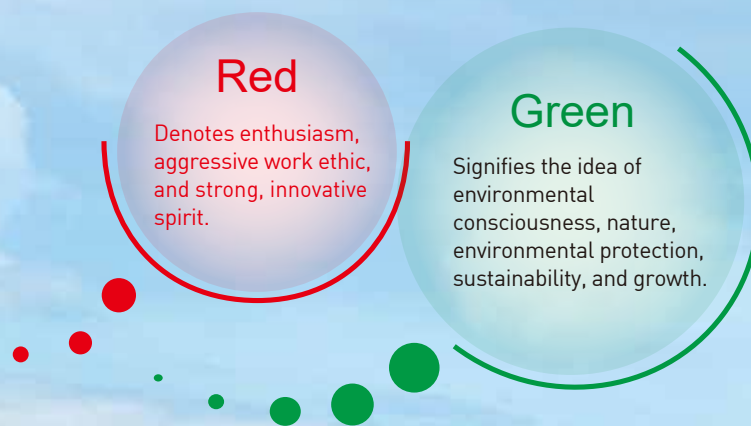 Red
Denotes enthusiasm,
aggressive work ethic,
and strong, innovative
spirit.
Green
Signifies the idea of
environmental
consciousness, nature,
environmental protection,
sustainability, and growth.